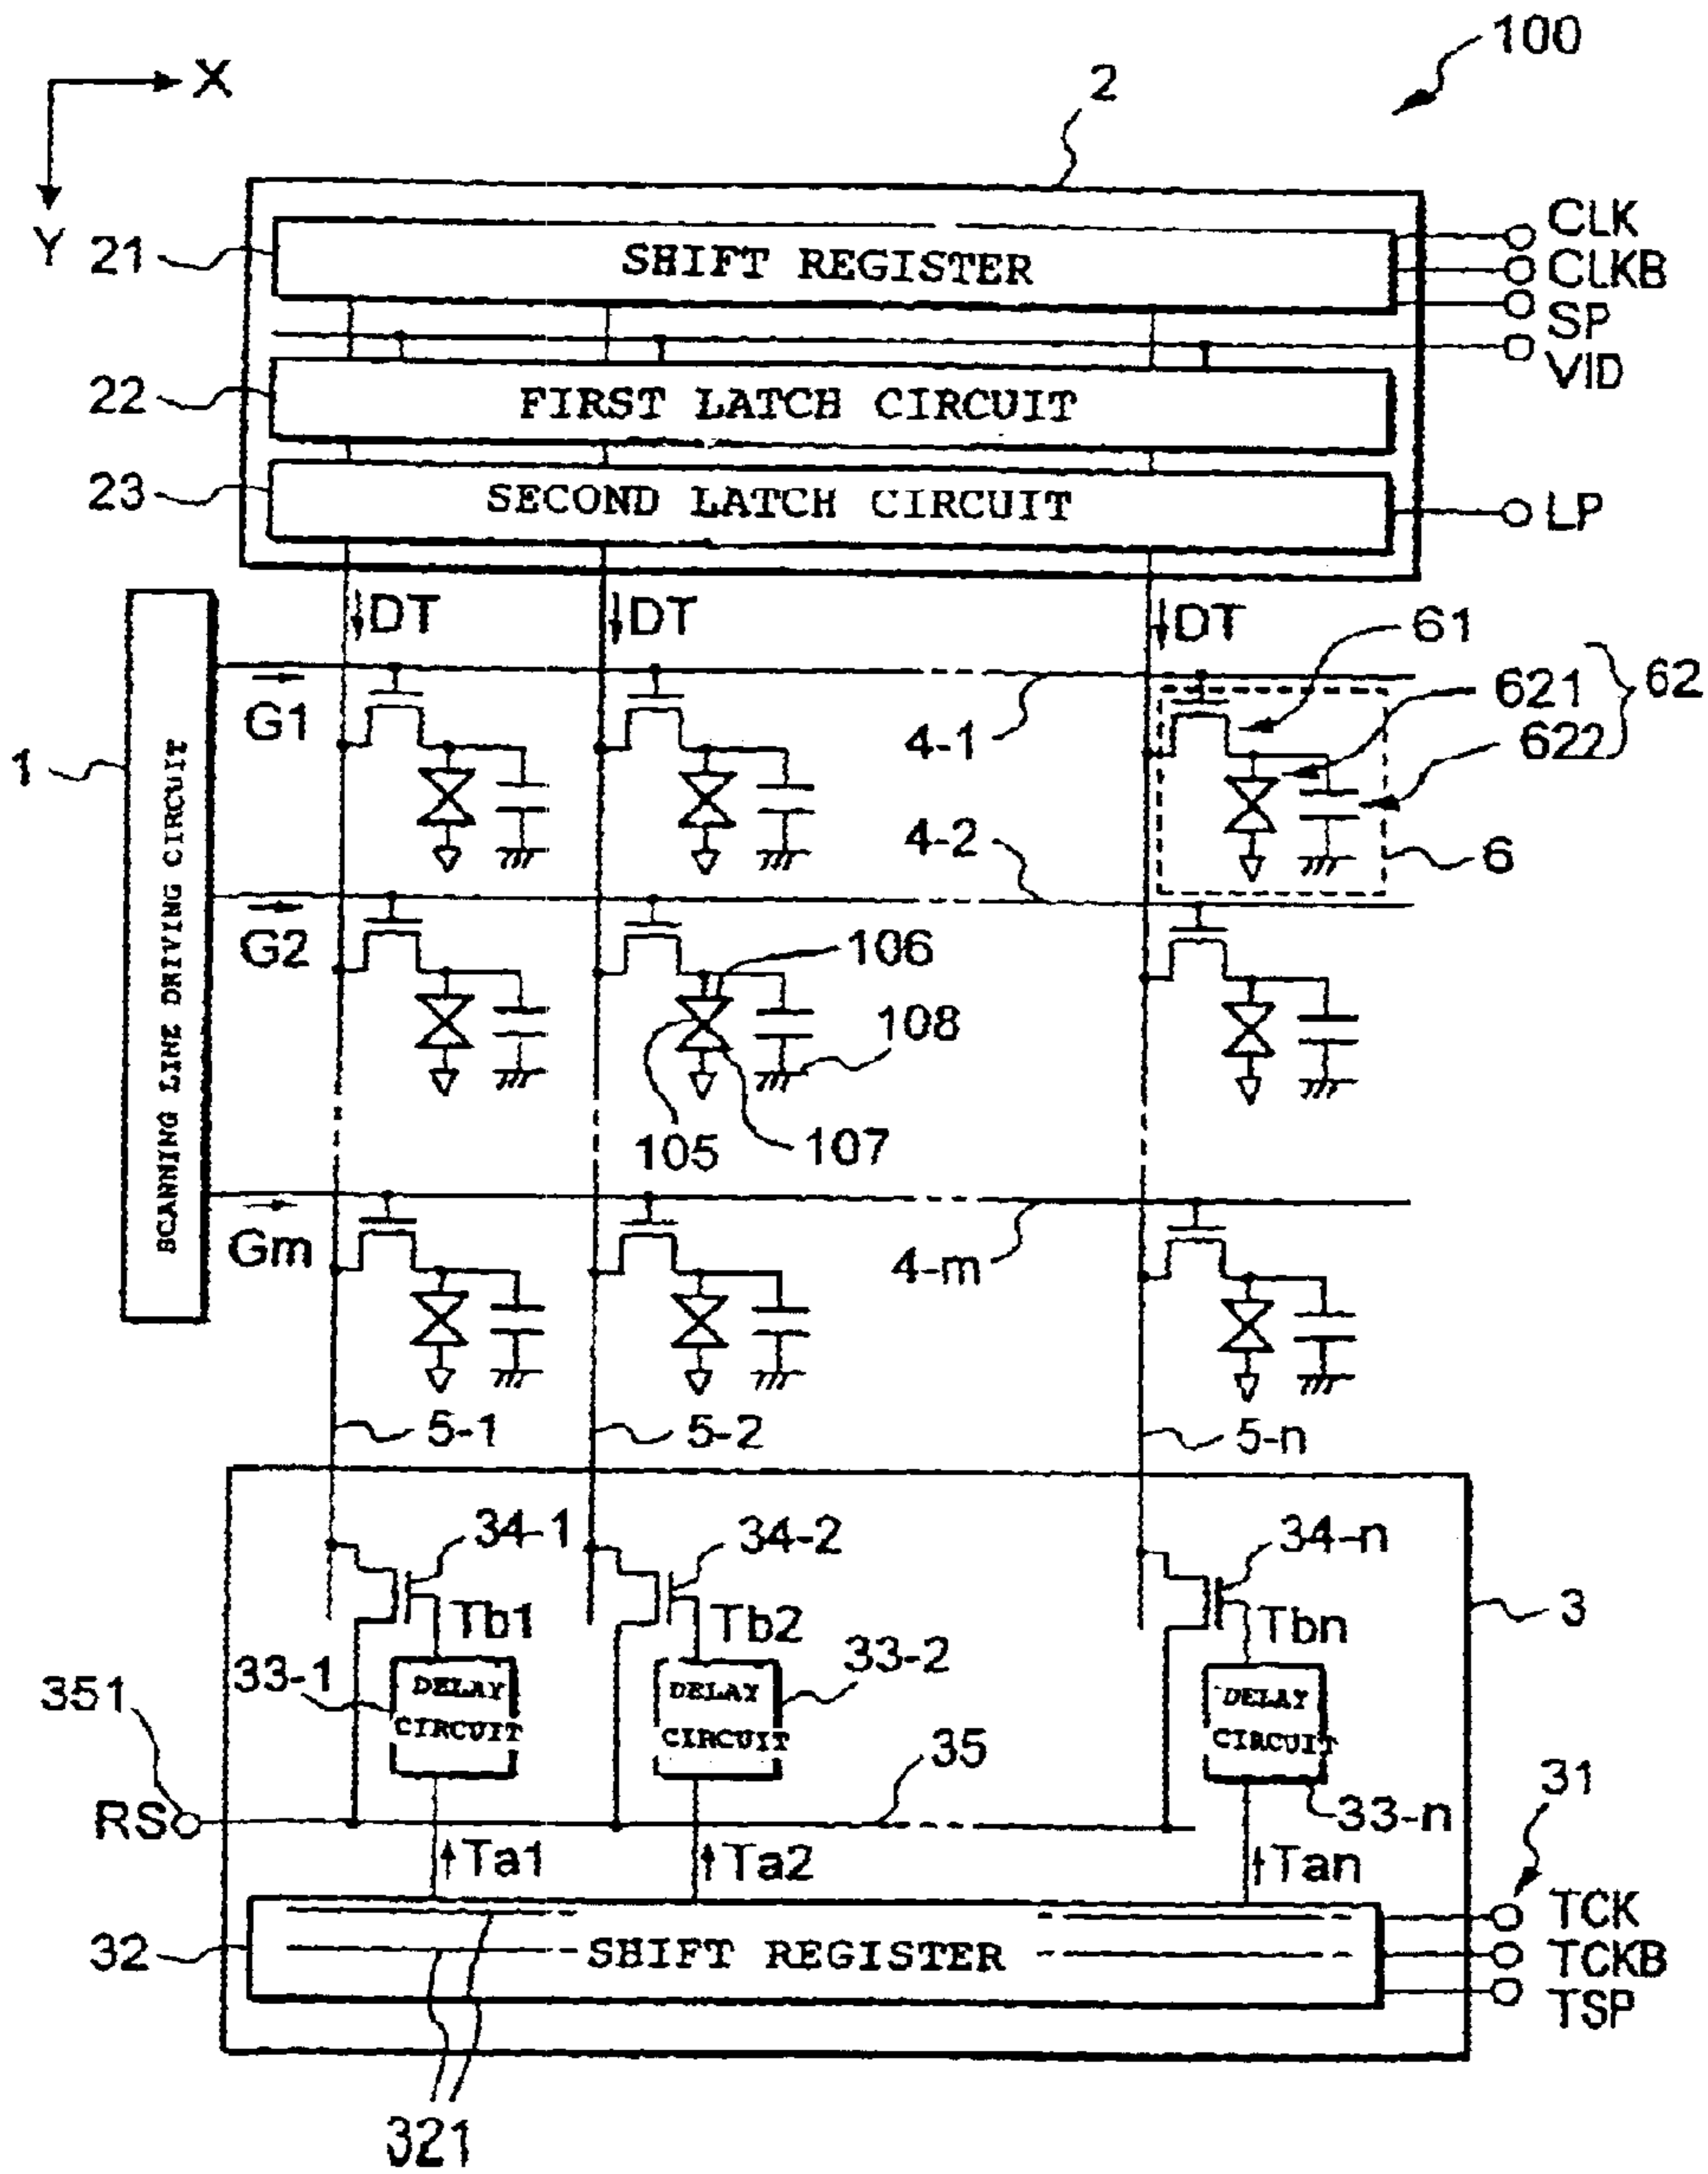 100
X
2
Y
CLK
21
SHIFT REGISTER
CLKB
SP
VID
22
FIRST LATCH CIRCUIT
23
SECOND LATCH CIRCUIT
LP
DT
DT
DT
61
G1
4-1
621
62
622
1
SCANNING LINE DRIVING CIRCUIT
4-2
6
G2
106
108
105
107
Gm
4-m
5-1
5-2
5-n
34-1
34-2
34-n
Tb1
Tb2
Tbn
3
33-1
DELAY
CIRCUIT
DELAY
CIRCUIT
33-2
DELAY
CIRCUIT
351
35
31
RS
33-n
Ta1
Ta2
Tan
TCK
32
SHIFT REGISTER
TCKB
TSP
321